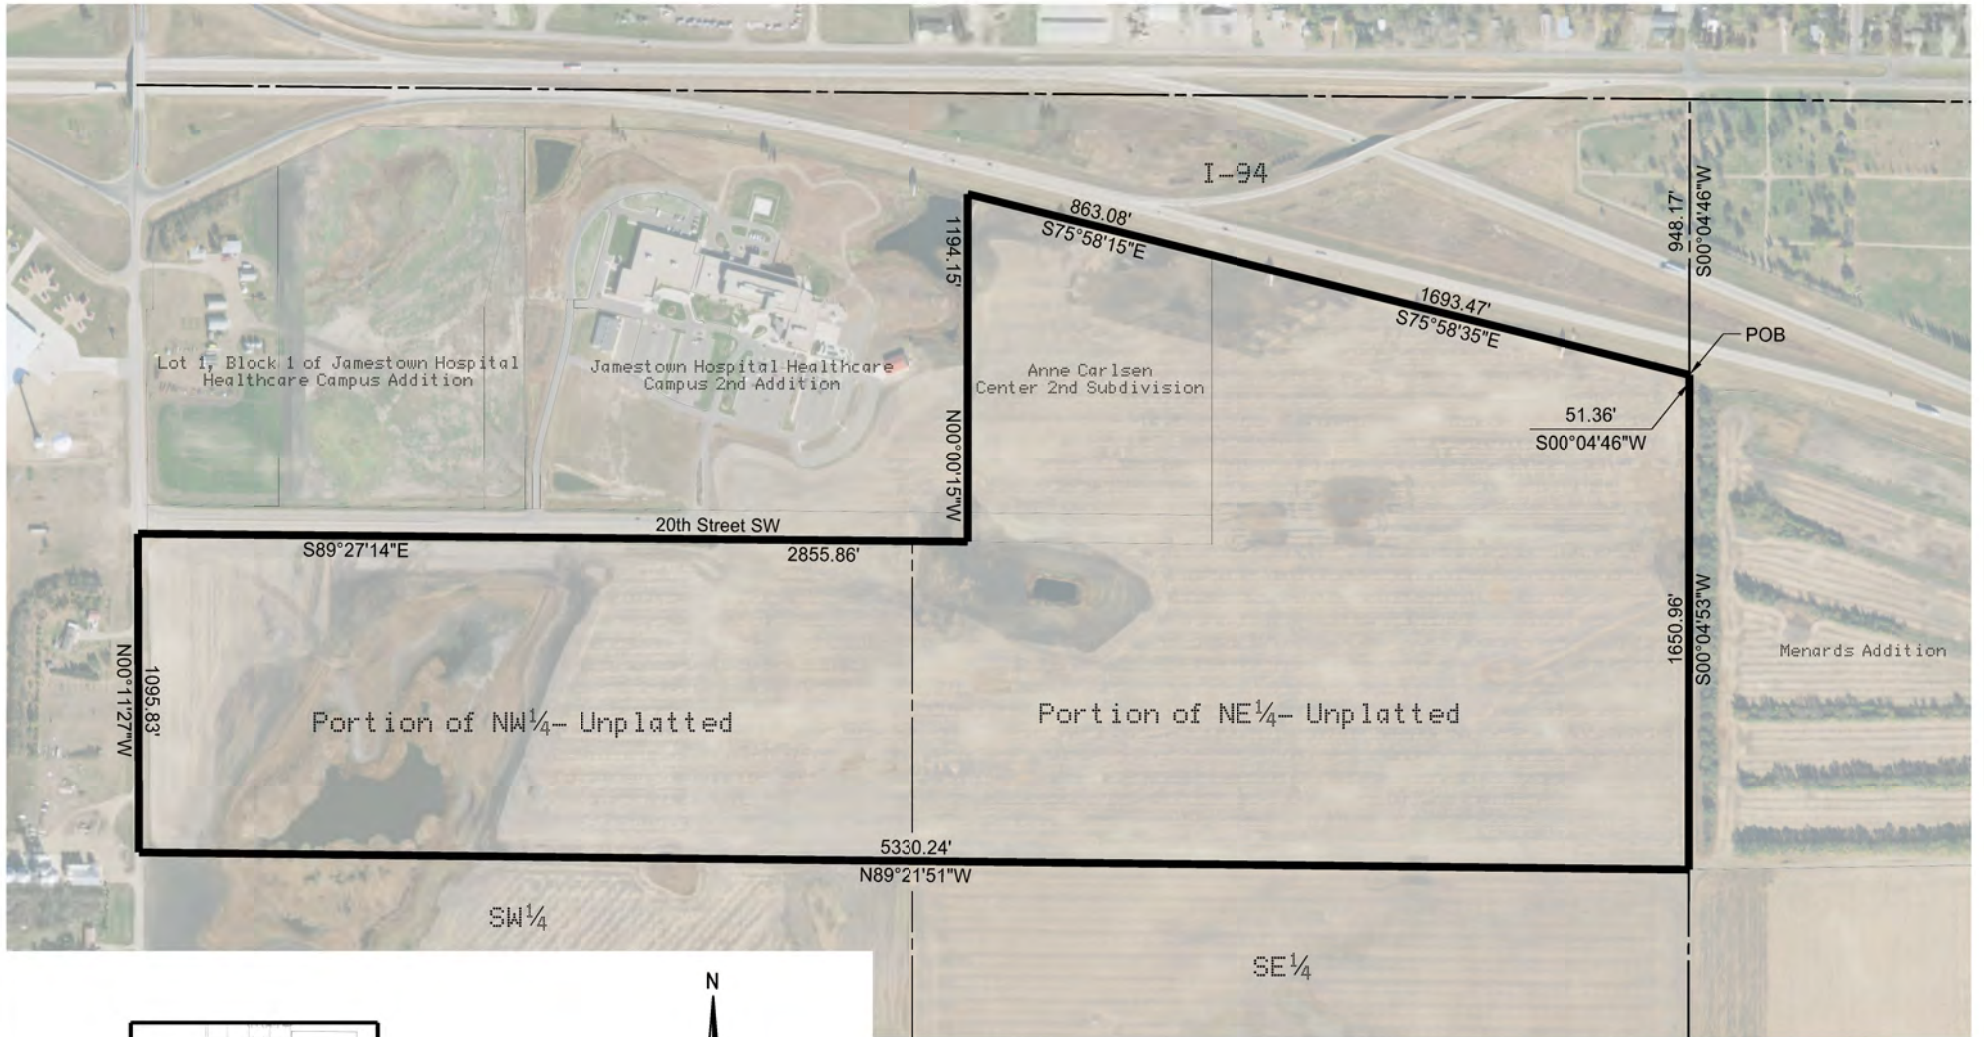 I-94
863.08'
S75°58'15"E
1194.15'
N00°00'15"W
948.17'
S00°04'46"W
1693.47'
S75°58'35"E
POB
Lot 1, Block 1 of Jamestown Hospital
Healthcare Campus Addition
Jamestown Hospital Healthcare
Campus 2nd Addition
Anne Carlsen
Center 2nd Subdivision
51.36'
S00°04'46"W
20th Street SW
S89°27'14"E
2855.86'
1650.96'
S00°04'53"W
Menards Addition
1095.83'
N00°11'27"W
Portion of NW¼- Unplatted
Portion of NE¼- Unplatted
5330.24'
N89°21'51"W
SW¼
SE¼
N